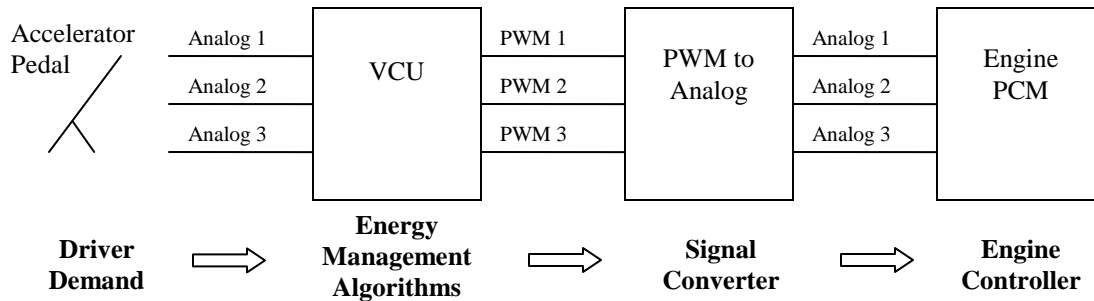 Accelerator
Pedal
Analog 1
Analog 2
Analog 3
VCU
PWM 1
PWM 2
PWM 3
PWM to
Analog
Analog 1
Analog 2
Analog 3
Engine
PCM
Driver
Demand
Energy
Management
Algorithms
Signal
Converter
Engine
Controller